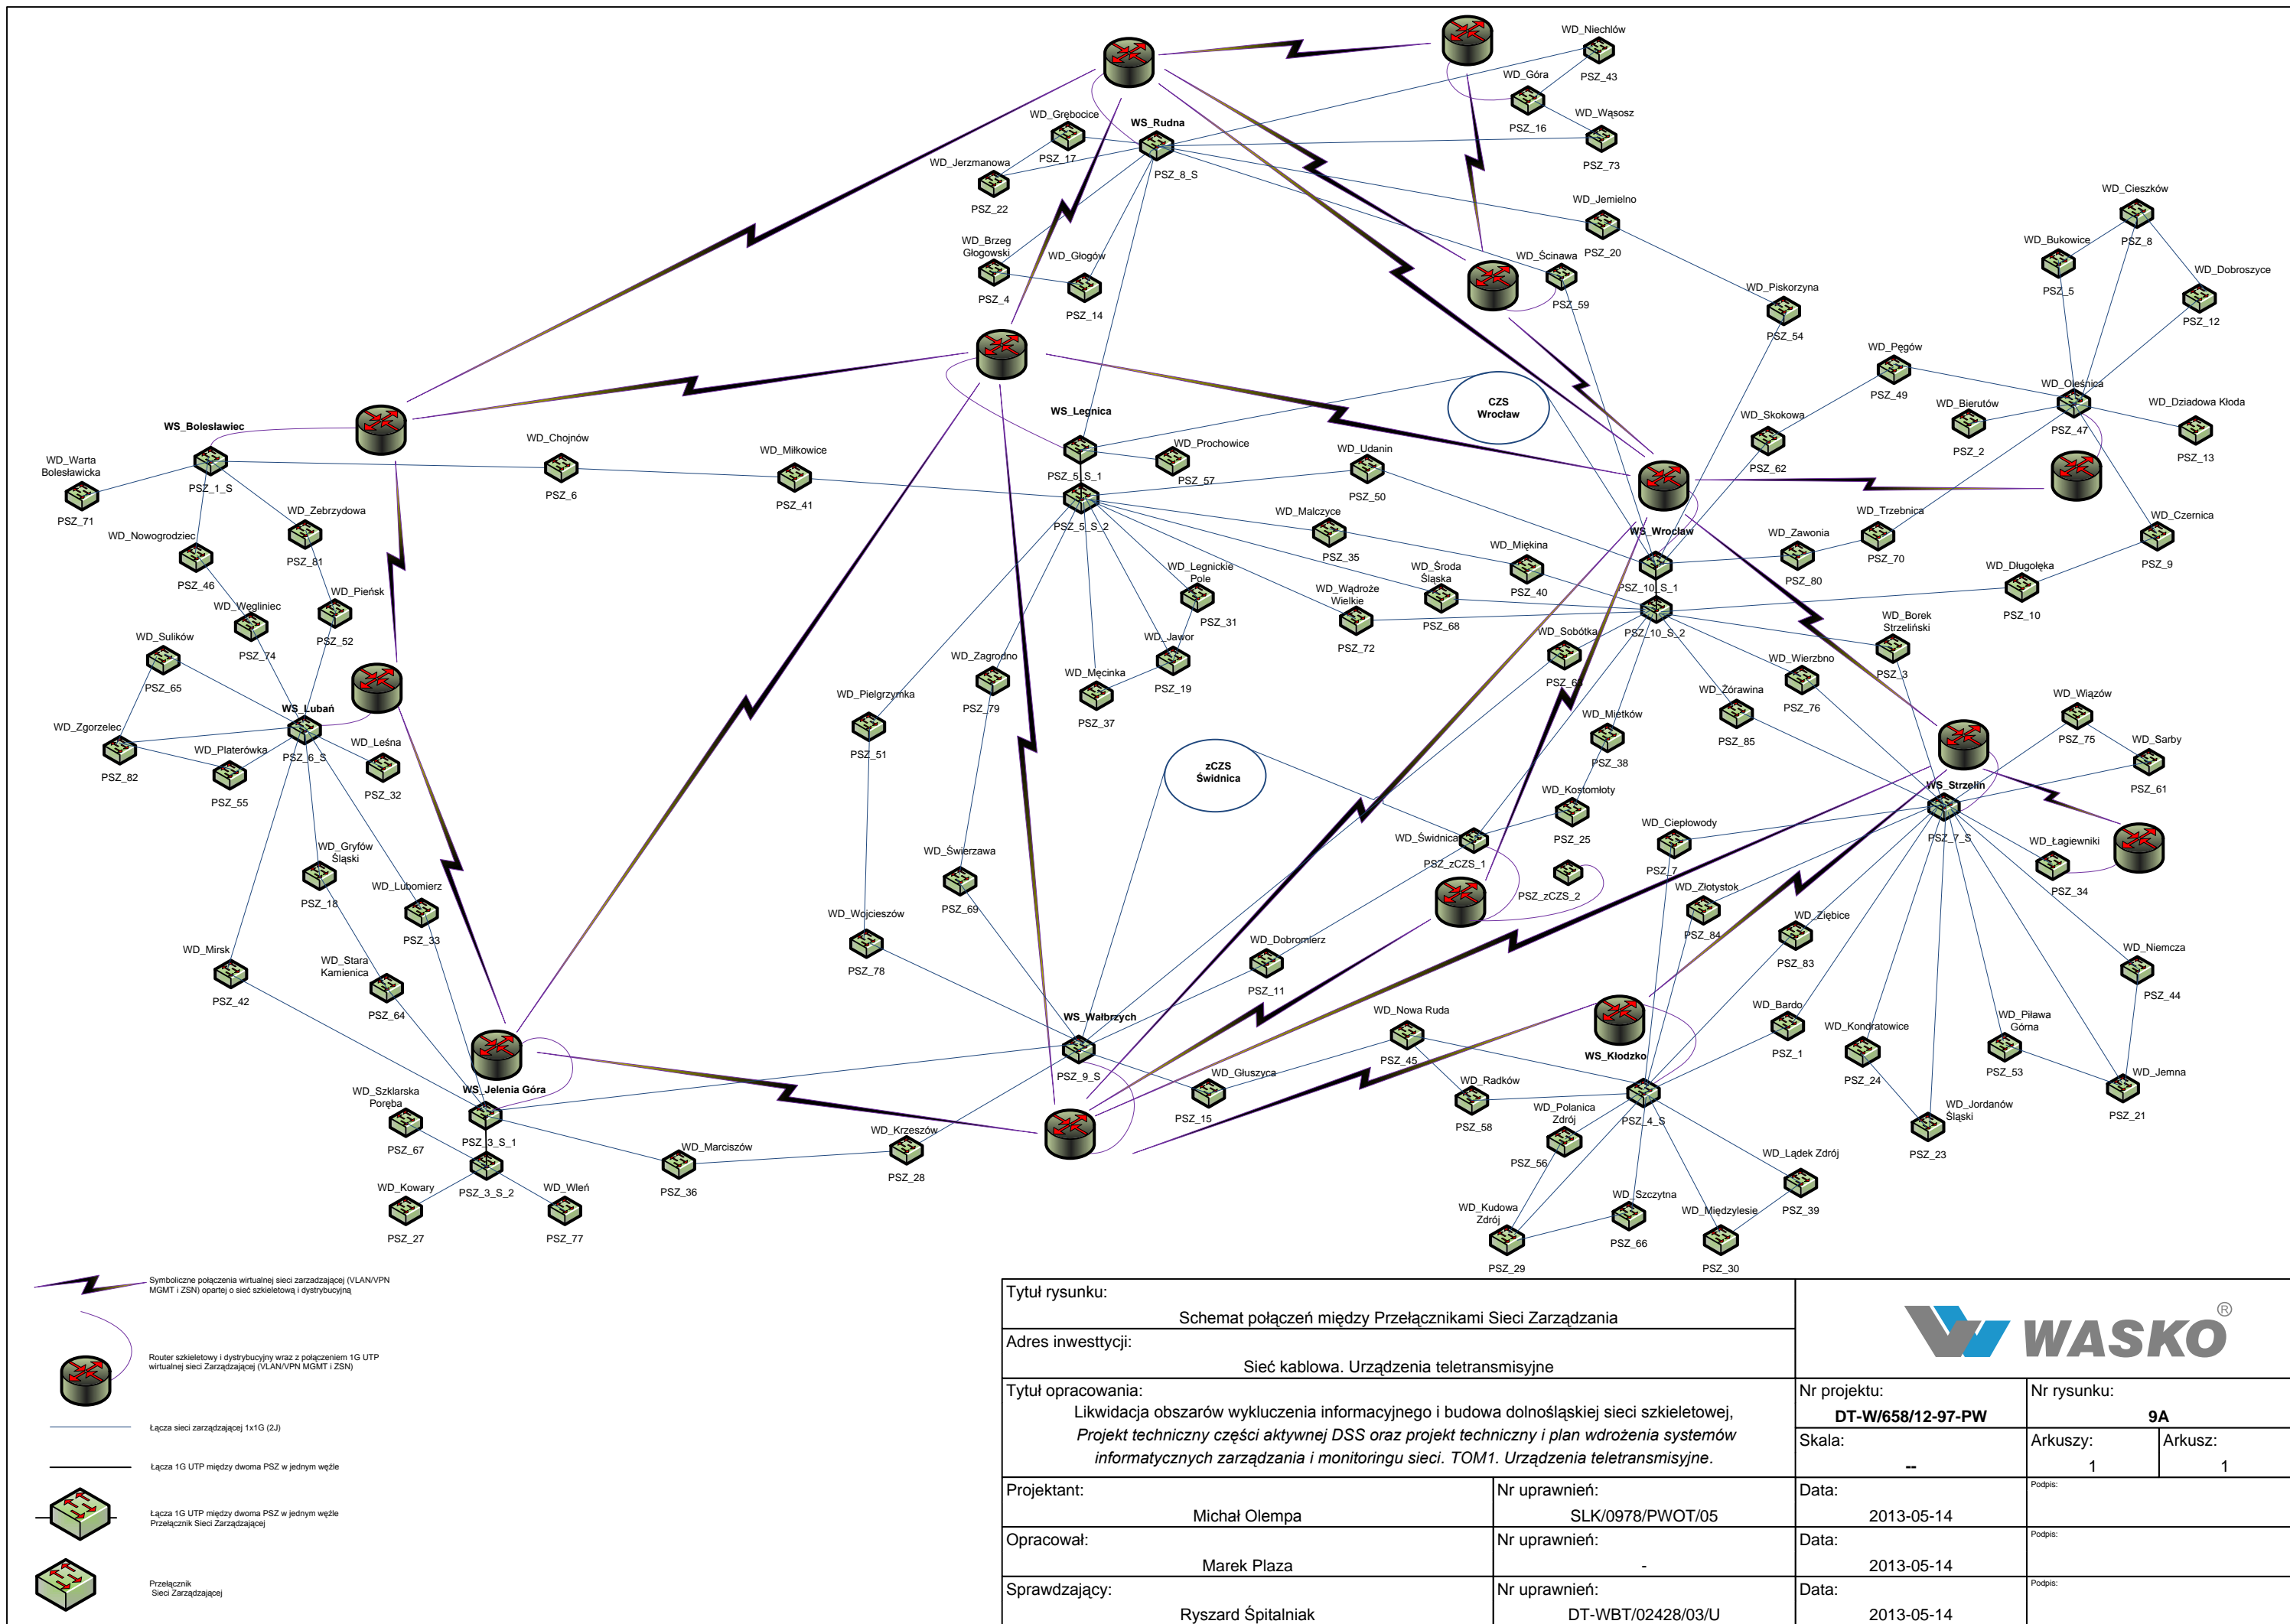 WD_Niechlów
PSZ_43
WD_Góra
PSZ_16
WD_Wąsosz
PSZ_73
WD_Grębocice
PSZ_17
WS_Rudna
PSZ_8_S
WD_Jerzmanowa
PSZ_22
WD_Jemielno
PSZ_20
WD_Cieszków
PSZ_8
WD_Brzeg
Głogowski
PSZ_4
WD_Głogów
PSZ_14
WD_Ścinawa
PSZ_59
WD_Bukowice
PSZ_5
WD_Dobroszyce
PSZ_12
WD_Piskorzyna
PSZ_54
WD_Pęgów
PSZ_49
WD_Oleśnica
PSZ_47
WD_Bierutów
PSZ_2
WD_Dziadowa Kłoda
PSZ_13
CZS
Wrocław
WD_Skokowa
PSZ_62
WS_Legnica
PSZ_5_S_1
PSZ_5_S_2
WD_Prochowice
PSZ_57
WD_Udanin
PSZ_50
WS_Bolesławiec
PSZ_1_S
WD_Warta
Bolesławicka
PSZ_71
WD_Chojnów
PSZ_6
WD_Miłkowice
PSZ_41
WD_Nowogrodziec
PSZ_46
WD_Zebrzydowa
PSZ_81
WD_Malczyce
PSZ_35
WD_Miękina
PSZ_40
WS_Wrocław
PSZ_10_S_1
PSZ_10_S_2
WD_Zawonia
PSZ_80
WD_Trzebnica
PSZ_70
WD_Czernica
PSZ_9
WD_Długołęka
PSZ_10
WD_Legnickie
Pole
PSZ_31
WD_Środa
Śląska
PSZ_68
WD_Wądroże
Wielkie
PSZ_72
WD_Węgliniec
PSZ_74
WD_Pieńsk
PSZ_52
WD_Sulików
PSZ_65
WD_Jawor
PSZ_19
WD_Męcinka
PSZ_37
WD_Zagrodno
PSZ_79
WD_Pielgrzymka
PSZ_51
WD_Sobótka
PSZ_63
WD_Borek
Strzeliński
PSZ_3
WD_Wierzbno
PSZ_76
WD_Żórawina
PSZ_85
WD_Wiązów
PSZ_75
WD_Sarby
PSZ_61
WS_Lubań
PSZ_6_S
WD_Zgorzelec
PSZ_82
WD_Platerówka
PSZ_55
WD_Leśna
PSZ_32
zCZS
Świdnica
WD_Mietków
PSZ_38
WD_Kostomłoty
PSZ_25
WD_Świdnica
PSZ_zCZS_1
PSZ_zCZS_2
WS_Strzelin
PSZ_7_S
WD_Ciepłowody
PSZ_7
WD_Łagiewniki
PSZ_34
WD_Złotystok
PSZ_84
WD_Ziębice
PSZ_83
WD_Gryfów
Śląski
PSZ_18
WD_Lubomierz
PSZ_33
WD_Świerzawa
PSZ_69
WD_Wojcieszów
PSZ_78
WD_Dobromierz
PSZ_11
WD_Mirsk
PSZ_42
WD_Stara
Kamienica
PSZ_64
WD_Niemcza
PSZ_44
WD_Bardo
PSZ_1
WD_Kondratowice
PSZ_24
WD_Piława
Górna
PSZ_53
WD_Jemna
PSZ_21
WD_Jordanów
Śląski
PSZ_23
WS_Wałbrzych
PSZ_9_S
WD_Nowa Ruda
PSZ_45
WD_Głuszyca
PSZ_15
WD_Radków
PSZ_58
WS_Kłodzko
PSZ_4_S
WS_Jelenia Góra
PSZ_3_S_1
PSZ_3_S_2
WD_Szklarska
Poręba
PSZ_67
WD_Kowary
PSZ_27
WD_Wleń
PSZ_77
WD_Marciszów
PSZ_36
WD_Krzeszów
PSZ_28
WD_Polanica
Zdrój
PSZ_56
WD_Kudowa
Zdrój
PSZ_29
WD_Szczytna
PSZ_66
WD_Międzylesie
PSZ_30
WD_Lądek Zdrój
PSZ_39
Symboliczne połączenia wirtualnej sieci zarzadzającej (VLAN/VPN
MGMT i ZSN) opartej o sieć szkieletową i dystrybucyjną
Router szkieletowy i dystrybucyjny wraz z połączeniem 1G UTP
wirtualnej sieci Zarządzającej (VLAN/VPN MGMT i ZSN)
Łącza sieci zarządzającej 1x1G (2J)
Łącza 1G UTP między dwoma PSZ w jednym węźle
Łącza 1G UTP między dwoma PSZ w jednym węźle
Przełącznik Sieci Zarządzającej
Przełącznik
Sieci Zarządzającej
Tytuł rysunku:
Schemat połączeń między Przełącznikami Sieci Zarządzania
Adres inwesttycji:
Sieć kablowa. Urządzenia teletransmisyjne
WASKO®
Tytuł opracowania:
Likwidacja obszarów wykluczenia informacyjnego i budowa dolnośląskiej sieci szkieletowej,
Projekt techniczny części aktywnej DSS oraz projekt techniczny i plan wdrożenia systemów
informatycznych zarządzania i monitoringu sieci. TOM1. Urządzenia teletransmisyjne.
Nr projektu:
DT-W/658/12-97-PW
Nr rysunku:
9A
Skala:
--
Arkuszy:
1
Arkusz:
1
Projektant:
Michał Olempa
Nr uprawnień:
SLK/0978/PWOT/05
Data:
2013-05-14
Podpis:
Opracował:
Marek Plaza
Nr uprawnień:
-
Data:
2013-05-14
Podpis:
Sprawdzający:
Ryszard Śpitalniak
Nr uprawnień:
DT-WBT/02428/03/U
Data:
2013-05-14
Podpis: